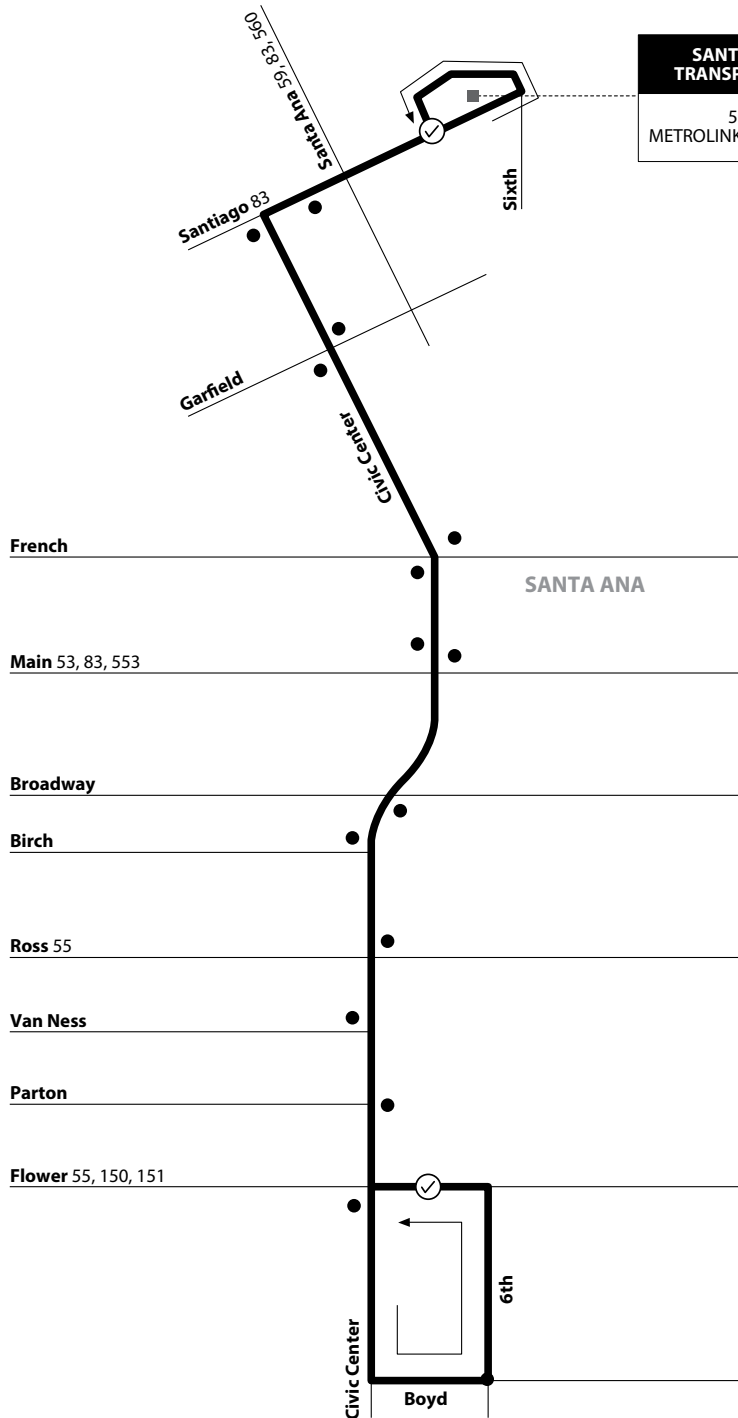 Santa Ana 59, 83, 560
SANT
TRANSP
5
METROLINK
Sixth
Santiago 83
Garfield
Civic Center
French
SANTA ANA
Main 53, 83, 553
Broadway
Birch
Ross 55
Van Ness
Parton
Flower 55, 150, 151
6th
Civic Center
Boyd